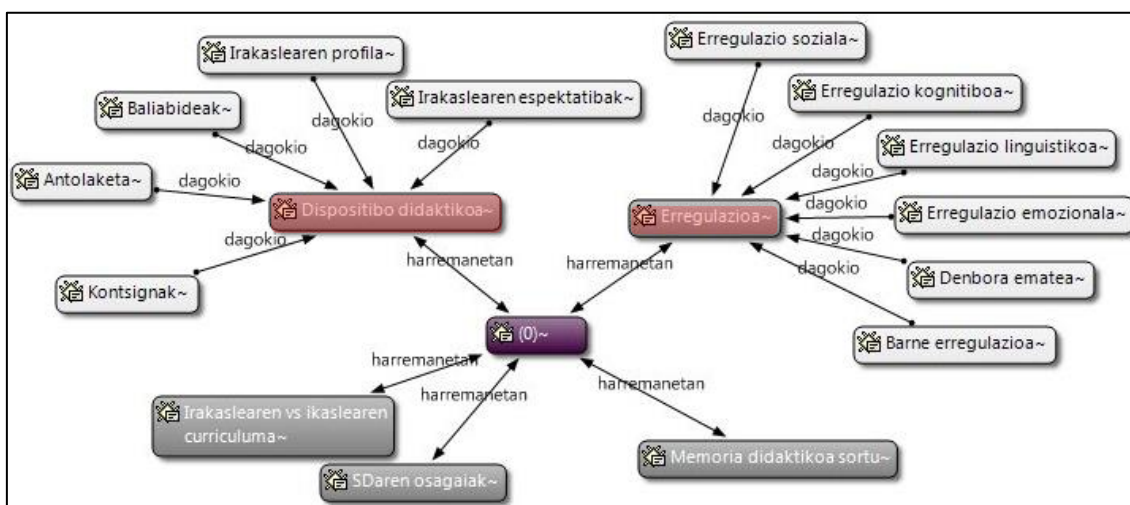 Irakaslearen profila~
Erregulazio soziala~
Baliabideak~
Irakaslearen espektatibak~
Erregulazio kognitiboa~
dagokio
dagokio
dagokio
dagokio
dagokio
Erregulazio linguistikoa~
Antolaketa~
dagokio
dagokio
Dispositibo didaktikoa~
Erregulazioa~
dagokio
Erregulazio emozionala~
dagokio
dagokio
harremanetan
harremanetan
dagokio
Denbora ematea~
Kontsignak~
(0)~
Barne erregulazioa~
harremanetan
harremanetan
harremanetan
Irakaslearen vs ikaslearen
curriculuma~
Memoria didaktikoa sortu~
SDaren osagaiak~